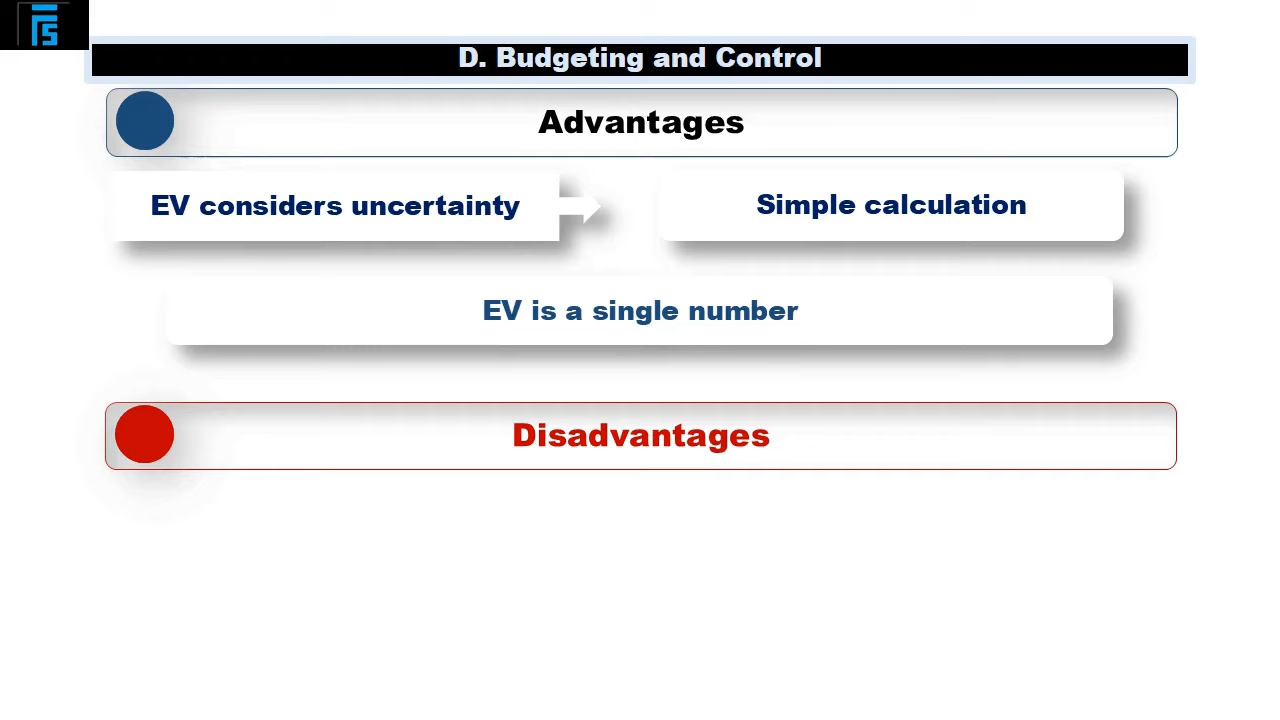 D. Budgeting and Control
Advantages
EV considers uncertainty
Simple calculation
EV is a single number
Disadvantages